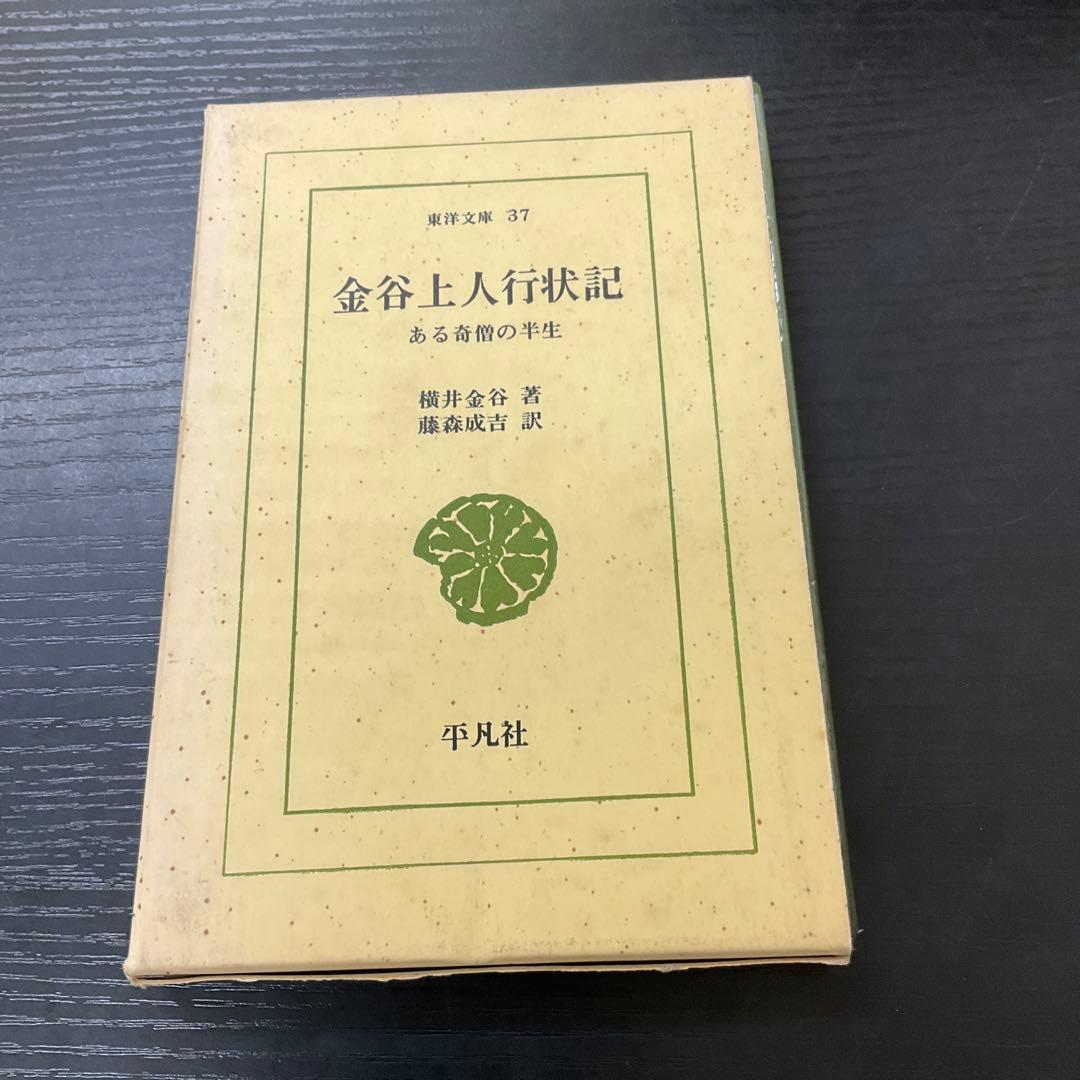 東洋文庫 37
金谷上人行状記
ある奇僧の半生
横井金谷 著
藤森成吉 訳
平凡社